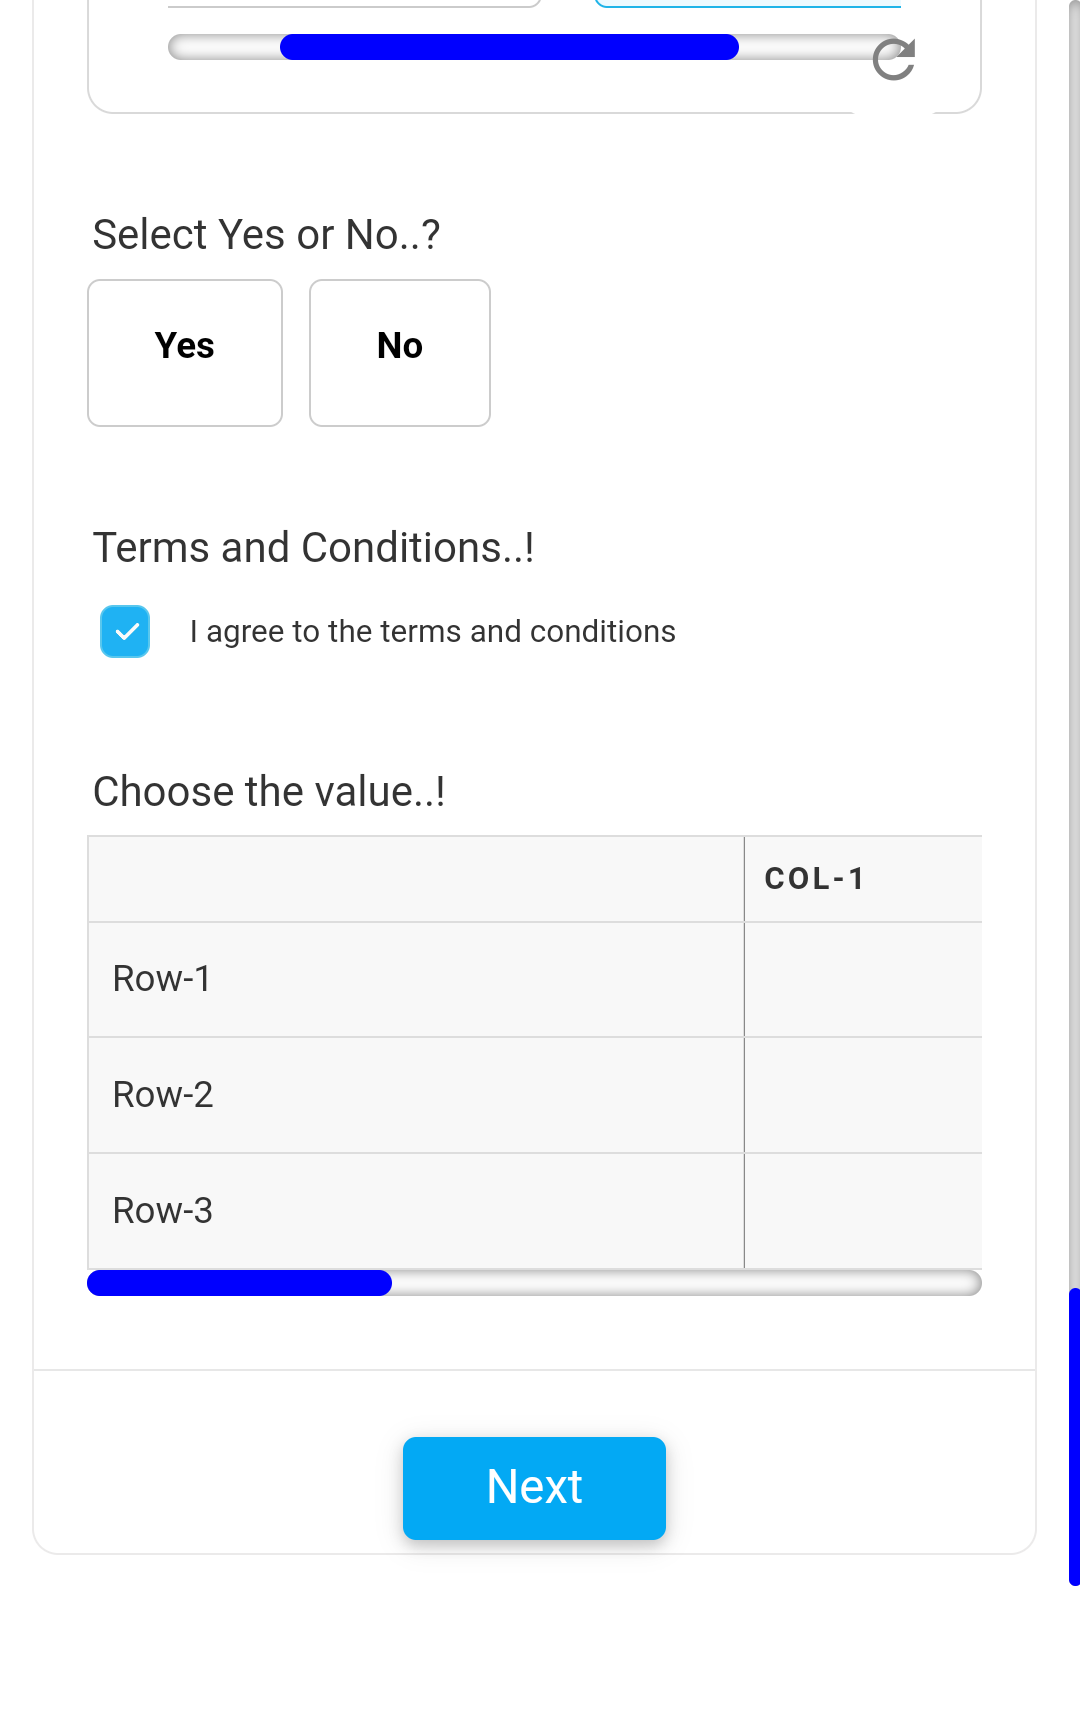 Select Yes or No..?
Yes No
Terms and Conditions..!
I agree to the terms and conditions
Choose the value..!
COL-1
Row-1
Row-2
Row-3
Next